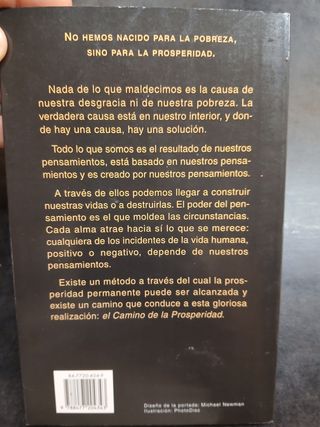 NO HEMOS NACIDO PARA LA POBREZA,
SINO PARA LA PROSPERIDAD.
Nada de lo que maldecimos es la causa de
nuestra desgracia ni de nuestra pobreza. La
verdadera causa está en nuestro interior, y don-
de hay una causa, hay una solución.
Todo lo que somos es el resultado de nuestros
pensamientos, está basado en nuestros pensa-
mientos y es creado por nuestros pensamientos.
A través de ellos podemos llegar a construir
nuestras vidas o a destruirlas. El poder del pen-
samiento es el que moldea las circunstancias.
Cada alma atrae hacia sí lo que se merece:
cualquiera de los incidentes de la vida humana,
positivo o negativo, depende de nuestros
pensamientos.
Existe un método a través del cual la pros-
peridad permanente puede ser alcanzada y
existe un camino que conduce a esta gloriosa
realización: el Camino de la Prosperidad.
Diseño de la portada: Michael Newman
Ilustración: PhotoDisc